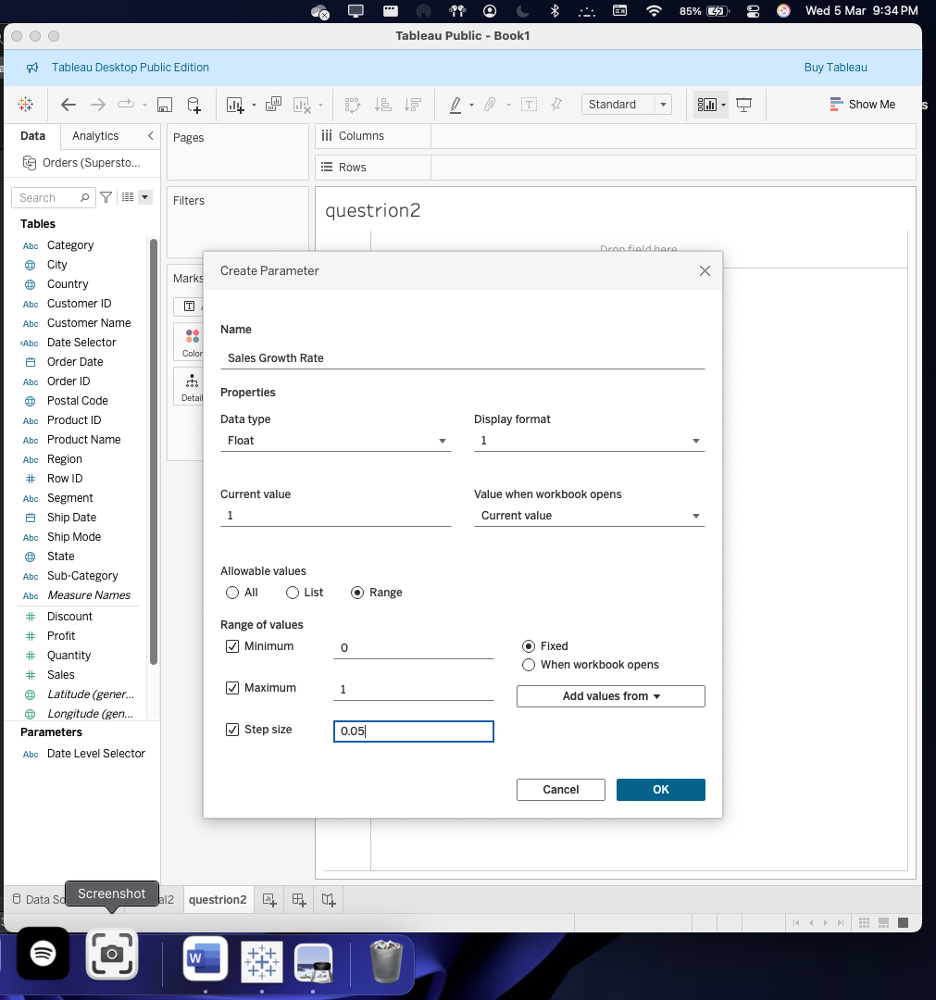 85% Wed 5 Mar 9:34 PM
Tableau Public - Book1
Tableau Desktop Public Edition Buy Tableau
Standard Show Me
Data Analytics
Pages
Columns
Orders (Supersto...
Rows
Search
Filters
questrion2
Tables
Abc Category
City
Drop field here
Country
Abc Customer ID
Abc Customer Name
=Abc Date Selector
Order Date
Abc Order ID
Postal Code
Abc Product ID
Abc Product Name
Abc Region
Row ID
Abc Segment
Ship Date
Abc Ship Mode
State
Abc Sub-Category
Abc Measure Names
Discount
Profit
Quantity
Sales
Latitude (gener...
Longitude (gen...
Parameters
Abc Date Level Selector
Marks
T
Color
Detail
Create Parameter
Name
Sales Growth Rate
Properties
Data type Display format
Float 1
Current value Value when workbook opens
1 Current value
Allowable values
All List Range
Range of values
Minimum 0 Fixed
When workbook opens
Maximum 1 Add values from
Step size 0.05
Cancel OK
Screenshot
Data So al2 questrion2
W